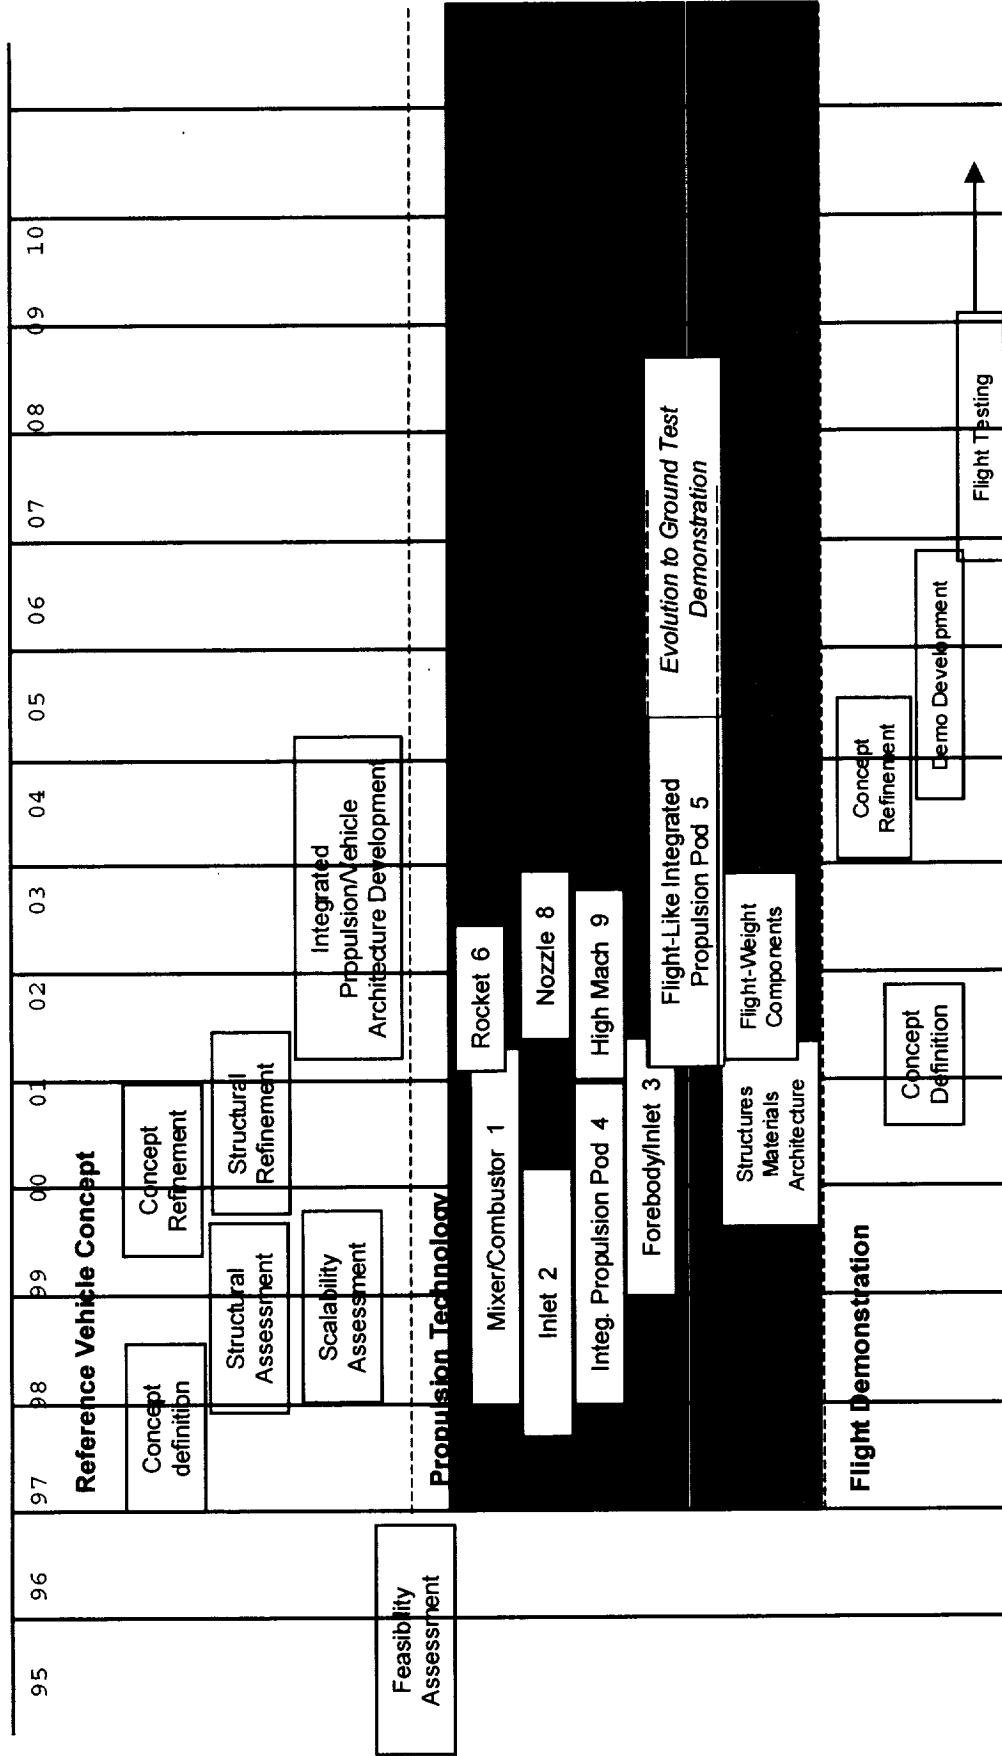 95 96 97 98 99 00 01 02 03 04 05 06 07 08 09 10
Reference Vehicle Concept
Concept
definition
Concept
Refinement
Structural
Assessment
Structural
Refinement
Scalability
Assessment
Integrated
Propulsion/Vehicle
Architecture Development
Feasibility
Assessment
Propulsion Technology
Rocket 6
Mixer/Combustor 1
Inlet 2
Nozzle 8
Integ. Propulsion Pod 4
High Mach 9
Forebody/Inlet 3
Flight-Like Integrated
Propulsion Pod 5
Evolution to Ground Test
Demonstration
Structures
Materials
Architecture
Flight-Weight
Components
Flight Demonstration
Concept
Definition
Concept
Refinement
Demo Development
Flight Testing